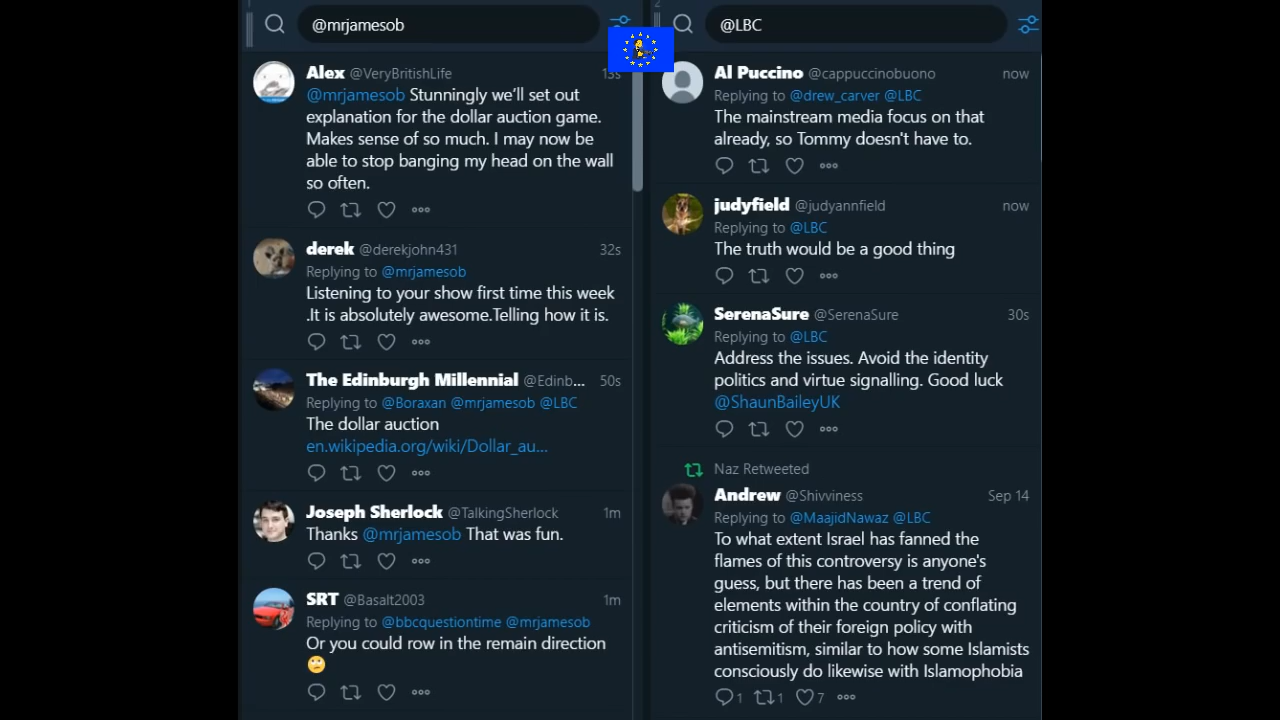 1
@mrjamesob
Alex @VeryBritishLife 13s
@mrjamesob Stunningly we'll set out
explanation for the dollar auction game.
Makes sense of so much. I may now be
able to stop banging my head on the wall
so often.
derek @derekjohn431 32s
Replying to @mrjamesob
Listening to your show first time this week
.It is absolutely awesome.Telling how it is.
The Edinburgh Millennial @Edinb... 50s
Replying to @Boraxan @mrjamesob @LBC
The dollar auction
en.wikipedia.org/wiki/Dollar_au...
Joseph Sherlock @TalkingSherlock 1m
Thanks @mrjamesob That was fun.
SRT @Basalt2003 1m
Replying to @bbcquestiontime @mrjamesob
Or you could row in the remain direction
🙄
2
@LBC
Al Puccino @cappuccinobuono now
Replying to @drew_carver @LBC
The mainstream media focus on that
already, so Tommy doesn't have to.
judyfield @judyannfield now
Replying to @LBC
The truth would be a good thing
SerenaSure @SerenaSure 30s
Replying to @LBC
Address the issues. Avoid the identity
politics and virtue signalling. Good luck
@ShaunBaileyUK
Naz Retweeted
Andrew @Shivviness Sep 14
Replying to @MaajidNawaz @LBC
To what extent Israel has fanned the
flames of this controversy is anyone's
guess, but there has been a trend of
elements within the country of conflating
criticism of their foreign policy with
antisemitism, similar to how some Islamists
consciously do likewise with Islamophobia
1 1 7